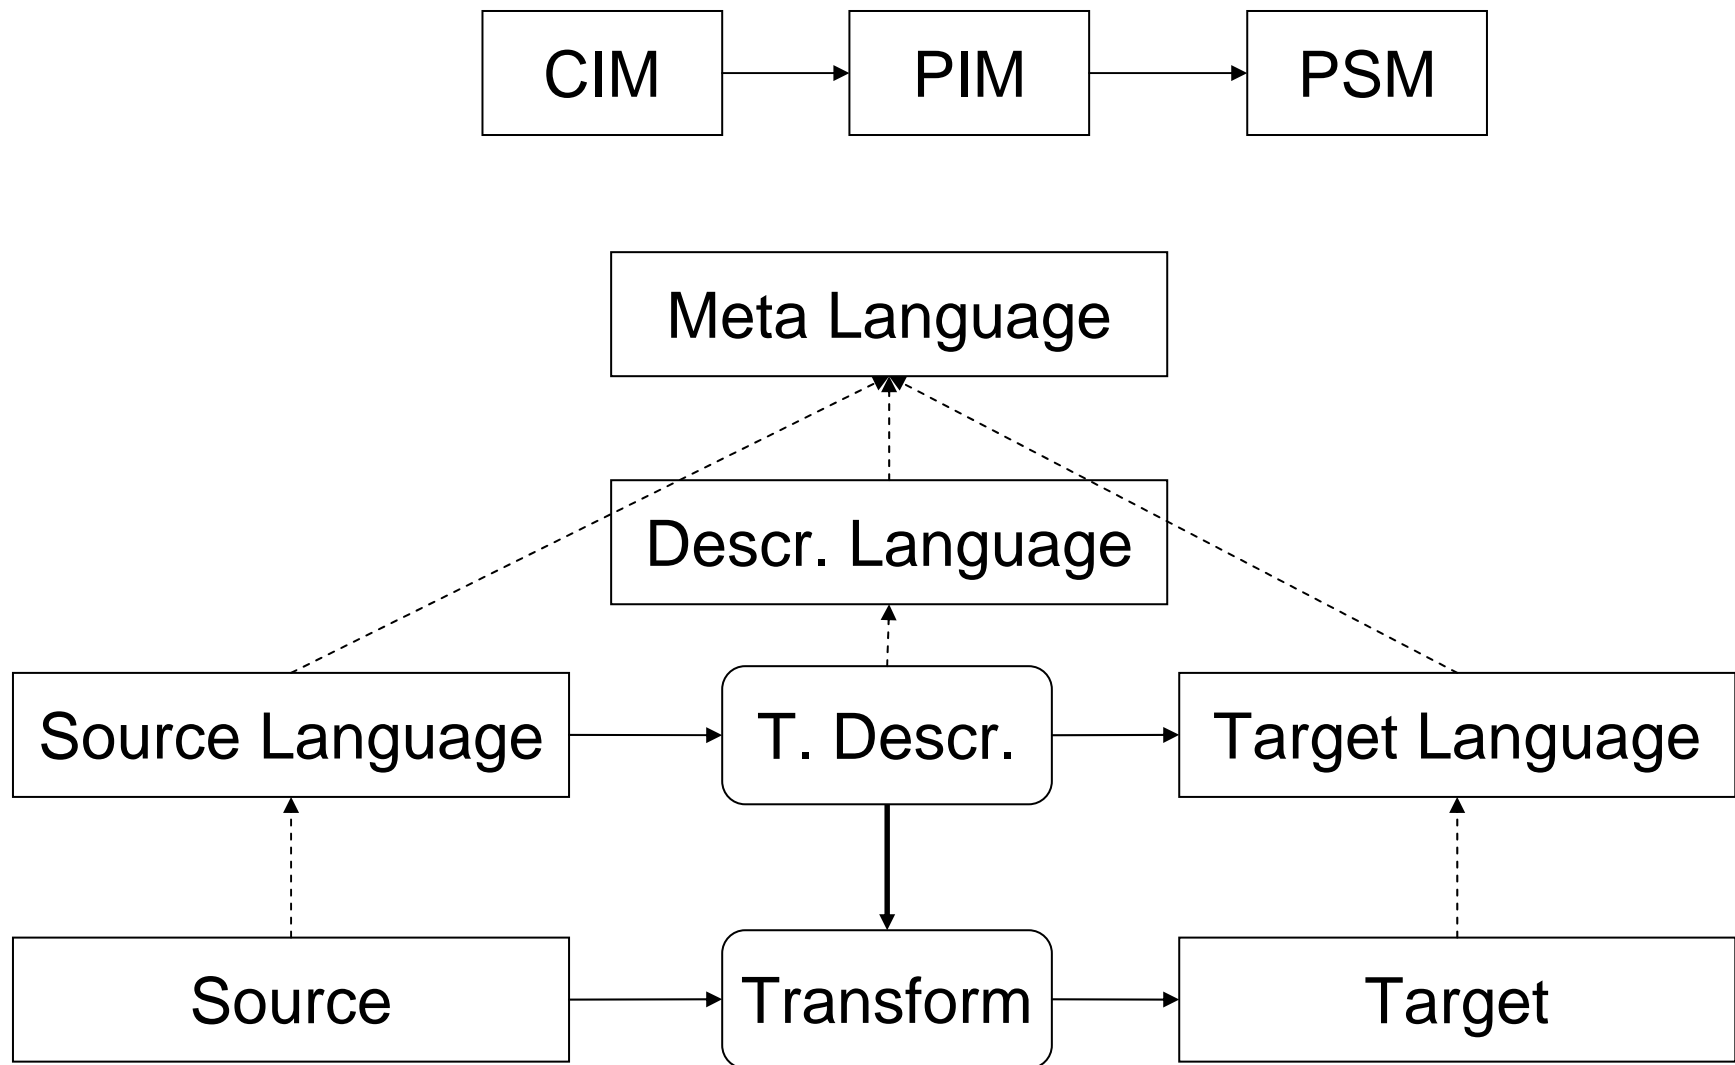 CIM
PIM
PSM
Meta Language
Descr. Language
Source Language
T. Descr.
Target Language
Source
Transform
Target